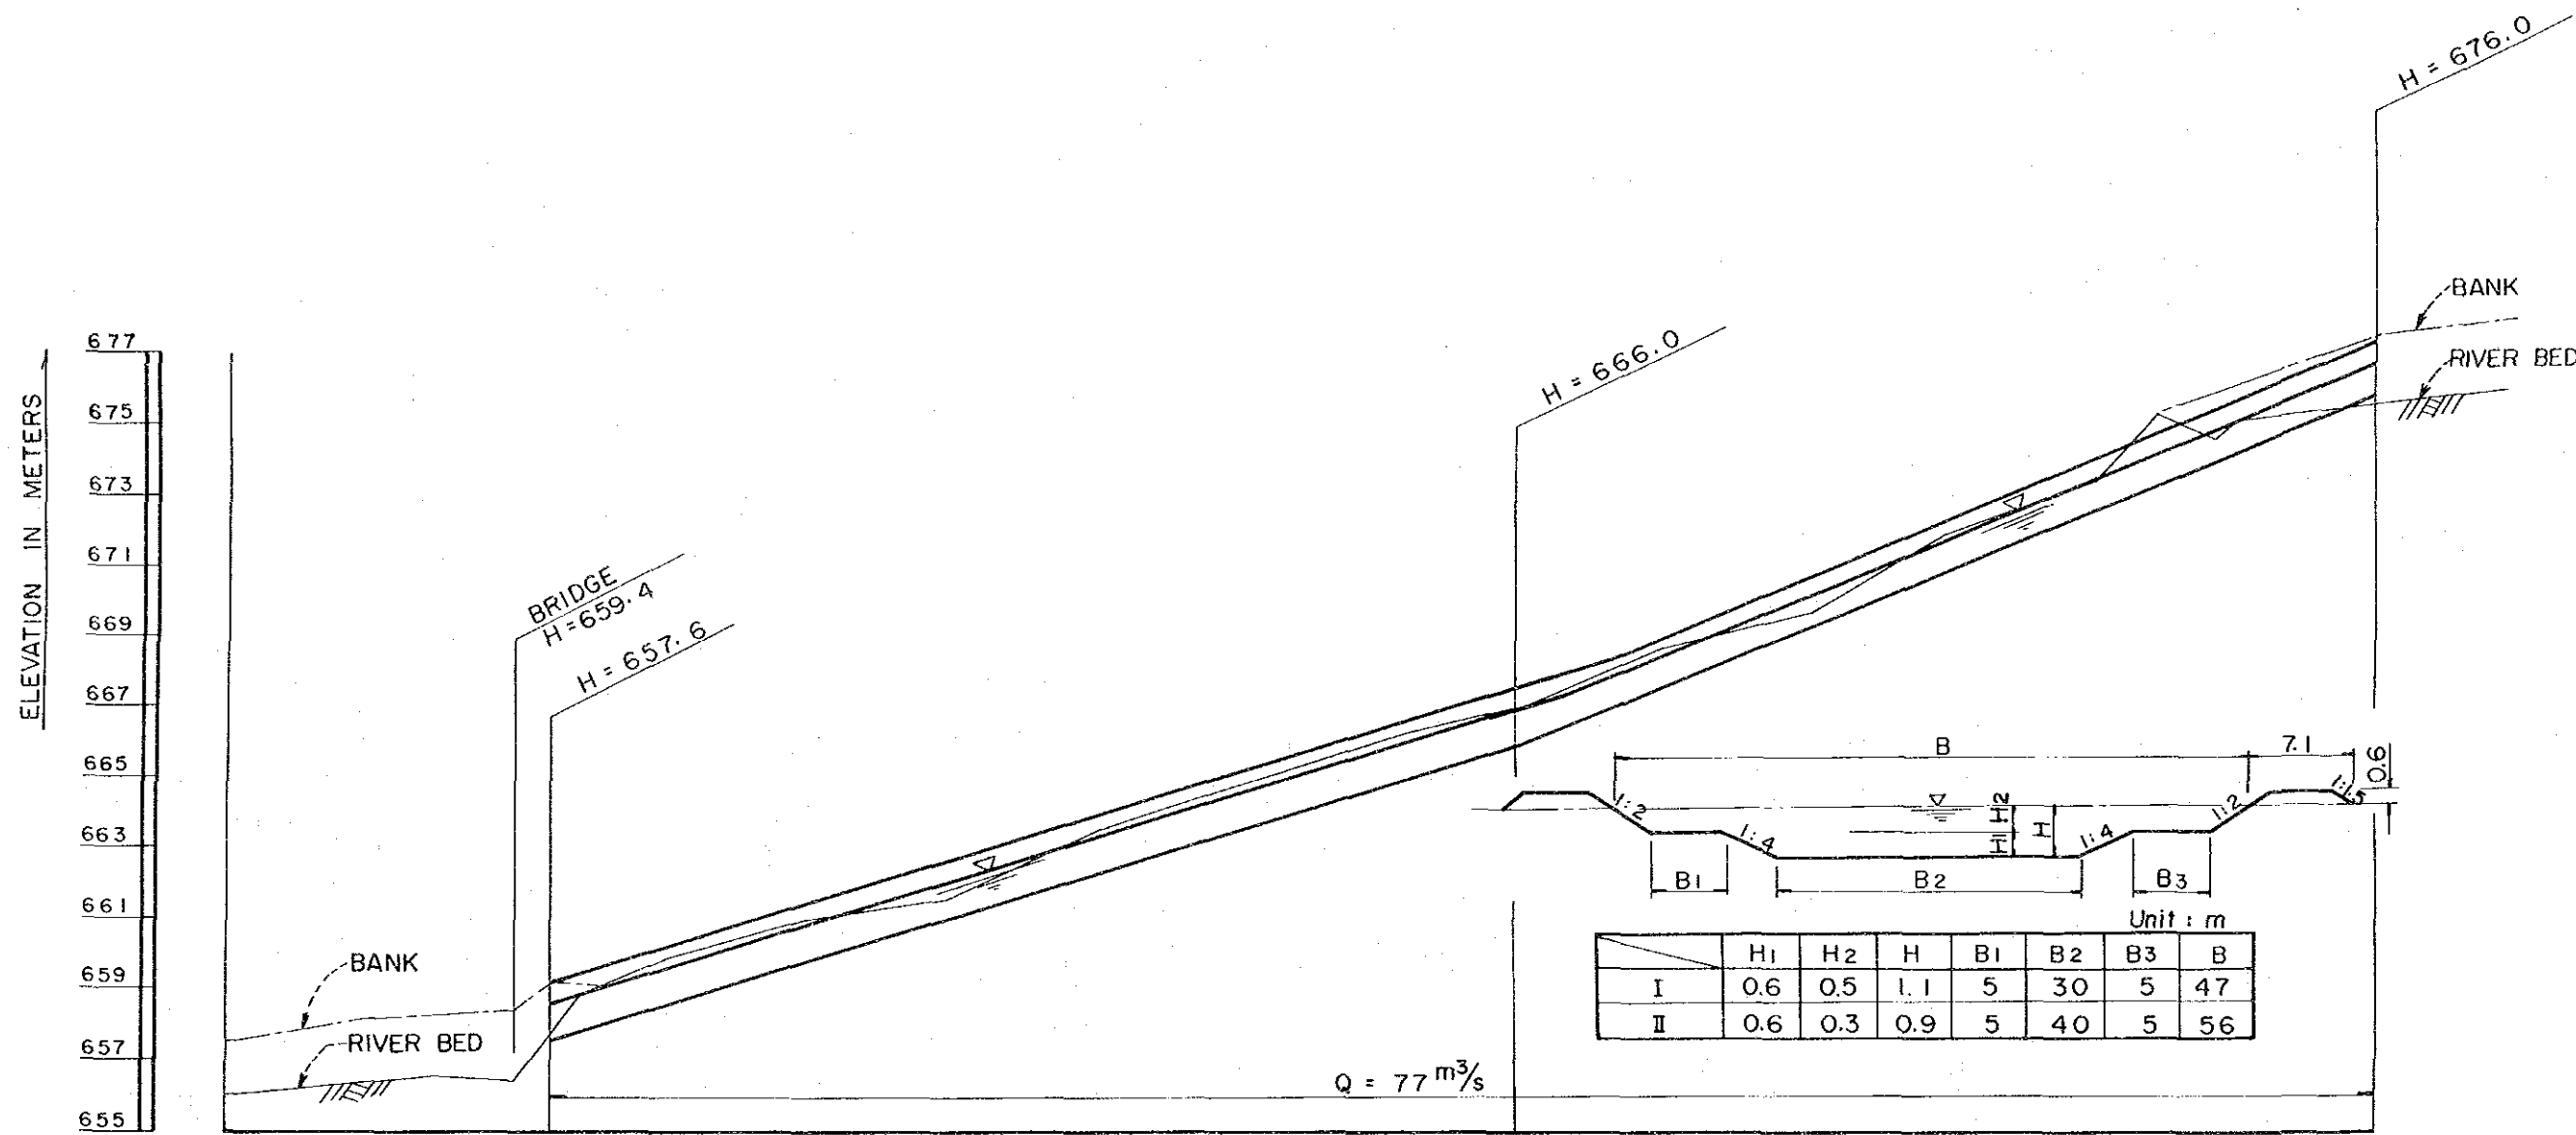 H = 676.0
BANK
RIVER BED
H = 666.0
BRIDGE
H = 659.4
H = 657.6
ELEVATION IN METERS
677
675
673
671
669
667
665
663
661
659
657
655
BANK
RIVER BED
B
7.1
0.6
1:2
1:4
H1
H2
H
1:4
1:2
1:1.5
B1
B2
B3
Unit : m
H1 H2 H B1 B2 B3 B
I 0.6 0.5 1.1 5 30 5 47
II 0.6 0.3 0.9 5 40 5 56
Q = 77 m³/s